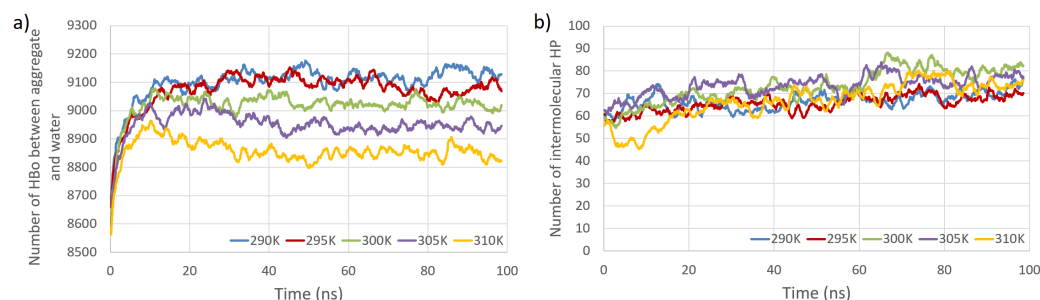 a)
Number of HBo between aggregate
and water
9300
9200
9100
9000
8900
8800
8700
8600
8500
0 20 40 60 80 100
290K 295K 300K 305K 310K
Time (ns)
b)
Number of intermolecular HP
100
90
80
70
60
50
40
30
20
10
0
0 20 40 60 80 100
290K 295K 300K 305K 310K
Time (ns)